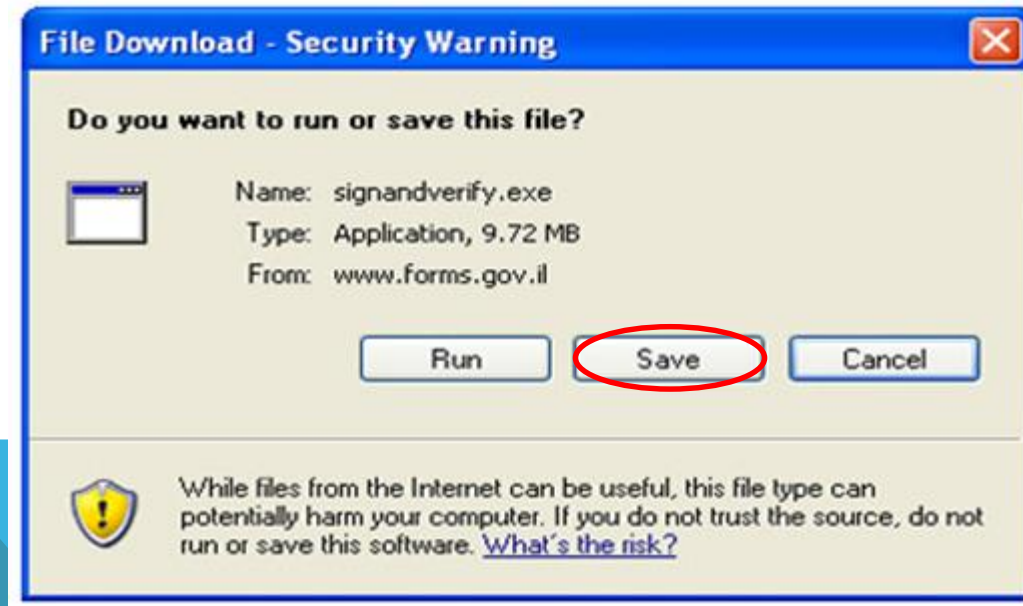 File Download - Security Warning
Do you want to run or save this file?
Name: signandverify.exe
Type: Application, 9.72 MB
From: www.forms.gov.il
Run Save Cancel
While files from the Internet can be useful, this file type can
potentially harm your computer. If you do not trust the source, do not
run or save this software. What's the risk?